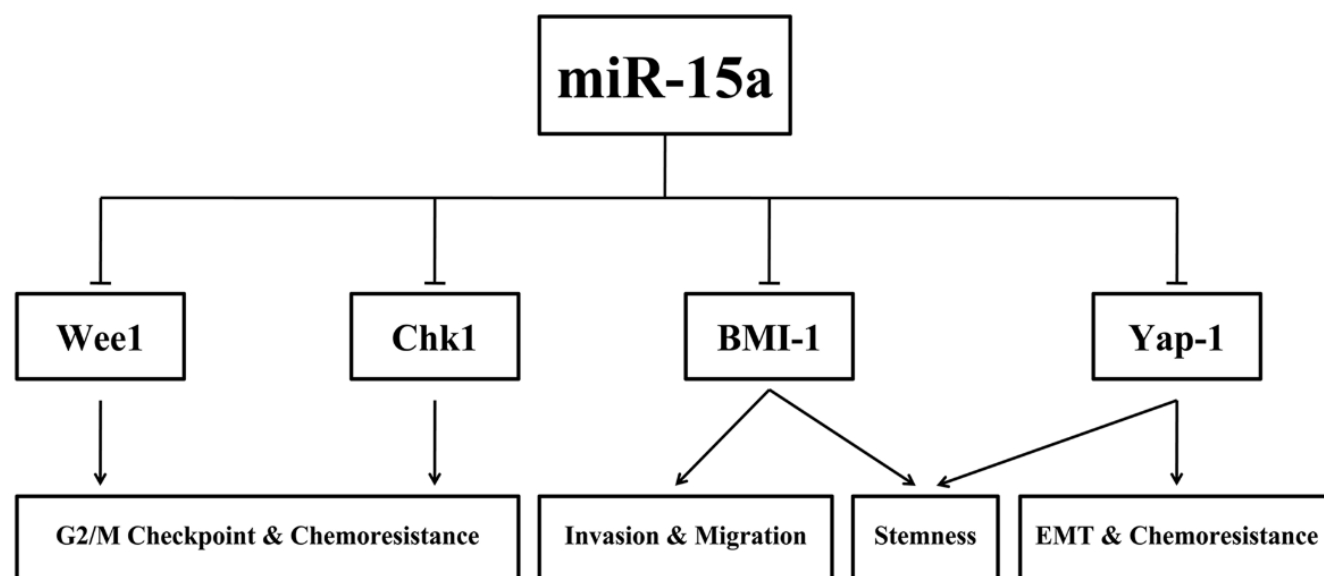 miR-15a
Wee1
Chk1
BMI-1
Yap-1
G2/M Checkpoint & Chemoresistance
Invasion & Migration
Stemness
EMT & Chemoresistance